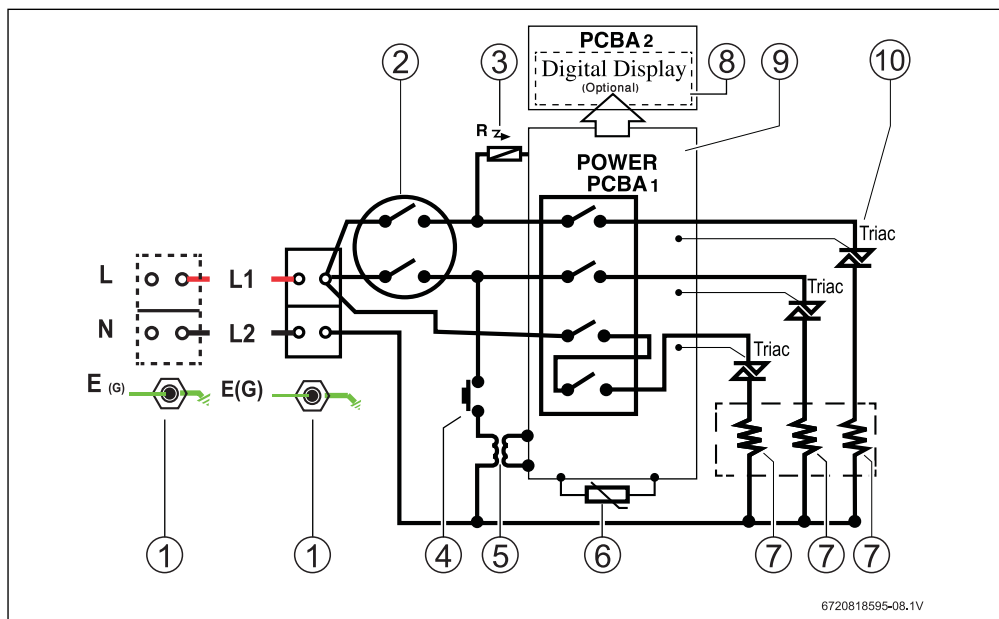 PCBA 2
Digital Display
(Optional)
2
3
8
9
10
R
POWER
PCBA 1
Triac
L
L1
Triac
N
L2
Triac
E (G)
E(G)
1
1
4
5
6
7
7
7
6720818595-08.1V